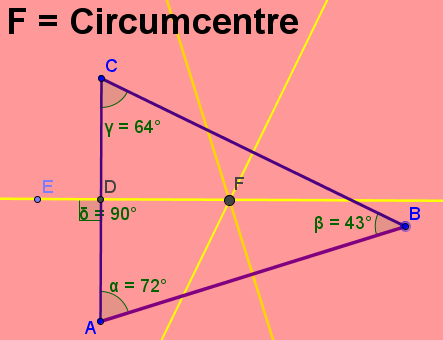 F = Circumcentre
C
γ = 64°
E
D
F
δ = 90°
B
β = 43°
α = 72°
A